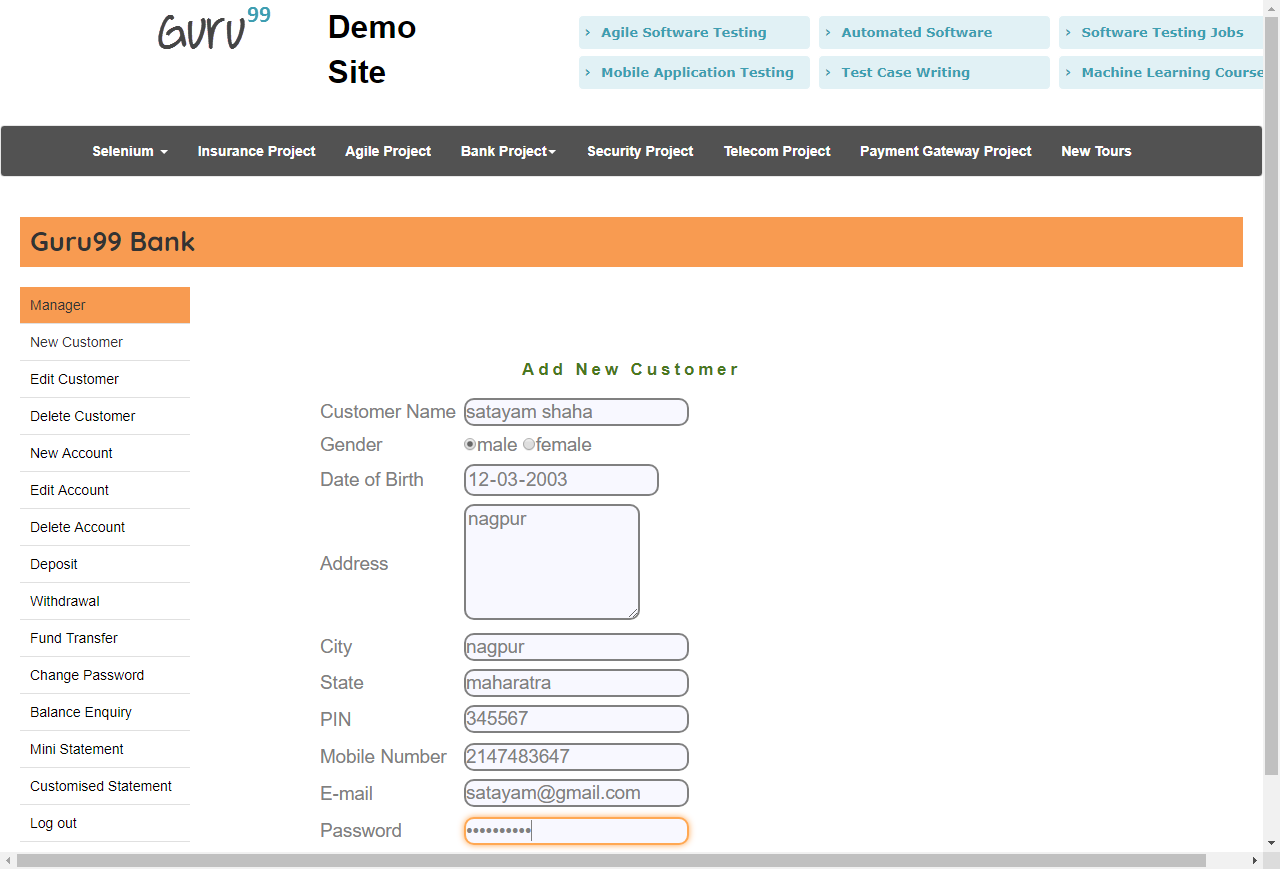 Guru99
Demo
Site
› Agile Software Testing
› Automated Software
› Software Testing Jobs
› Mobile Application Testing
› Test Case Writing
› Machine Learning Course
Selenium Insurance Project Agile Project Bank Project Security Project Telecom Project Payment Gateway Project New Tours
Guru99 Bank
Manager
New Customer
Edit Customer
Delete Customer
New Account
Edit Account
Delete Account
Deposit
Withdrawal
Fund Transfer
Change Password
Balance Enquiry
Mini Statement
Customised Statement
Log out
Add New Customer
Customer Name satayam shaha
Gender male female
Date of Birth 12-03-2003
Address nagpur
City nagpur
State maharatra
PIN 345567
Mobile Number 2147483647
E-mail satayam@gmail.com
Password ••••••••••